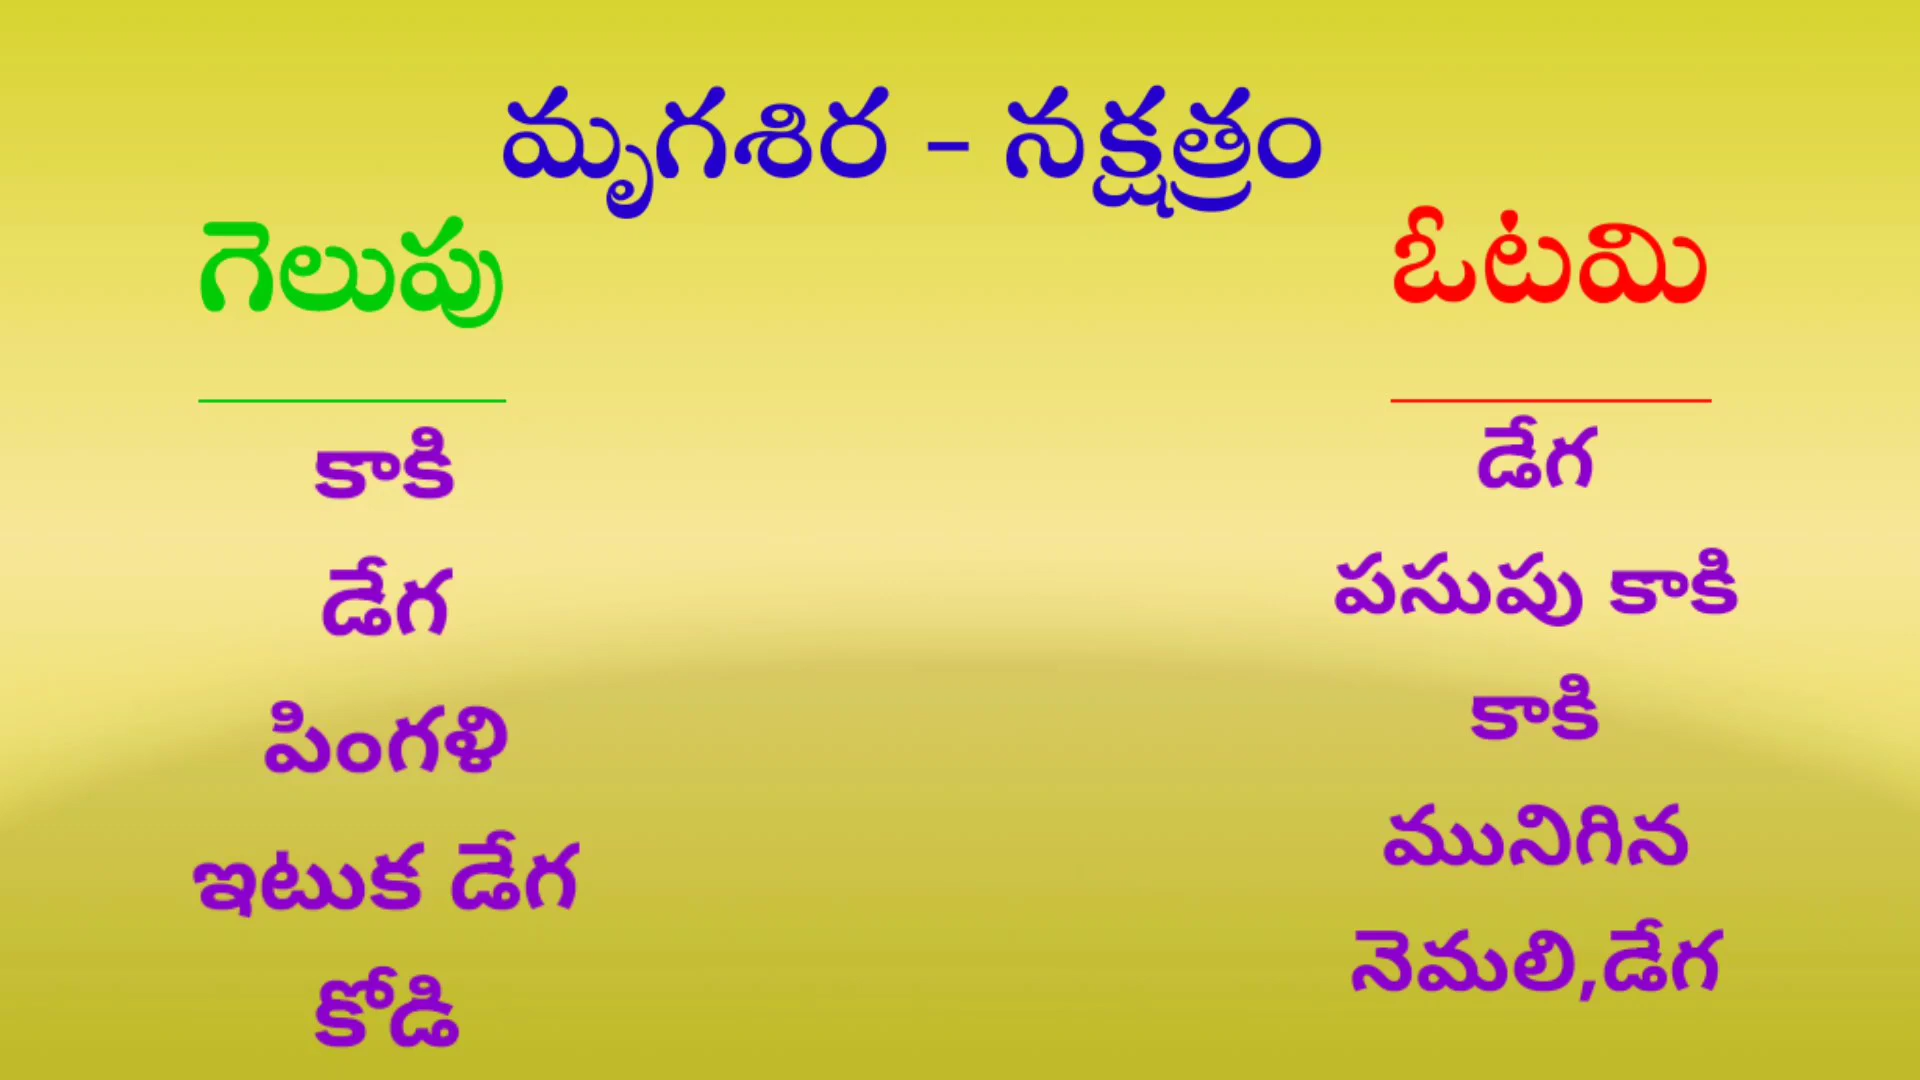 మృగశిర - నక్షత్రం
గెలుపు
ఓటమి
కాకి
డేగ
డేగ
పసుపు కాకి
పింగళి
కాకి
ఇటుక డేగ
మునిగిన
కోడి
నెమలి,డేగ